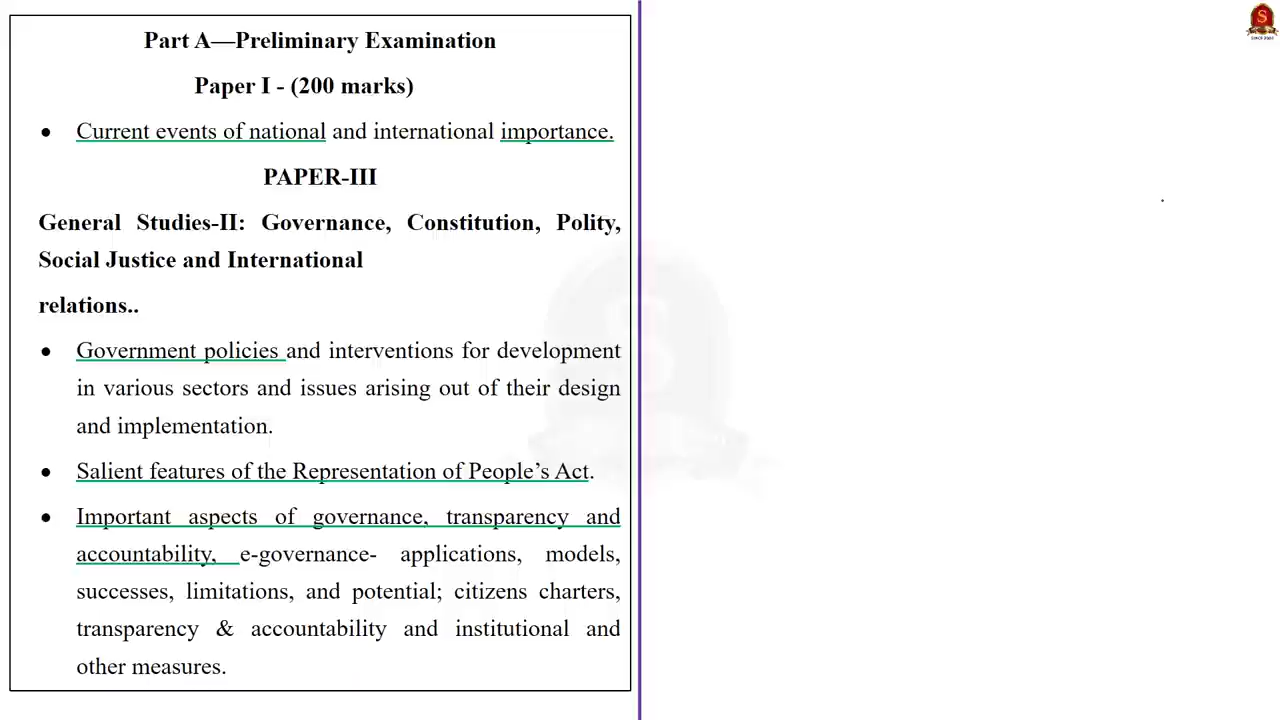 Part A—Preliminary Examination
Paper I - (200 marks)
● Current events of national and international importance.
PAPER-III
General Studies-II: Governance, Constitution, Polity,
Social Justice and International
relations..
● Government policies and interventions for development
in various sectors and issues arising out of their design
and implementation.
● Salient features of the Representation of People’s Act.
● Important aspects of governance, transparency and
accountability, e-governance- applications, models,
successes, limitations, and potential; citizens charters,
transparency & accountability and institutional and
other measures.
S